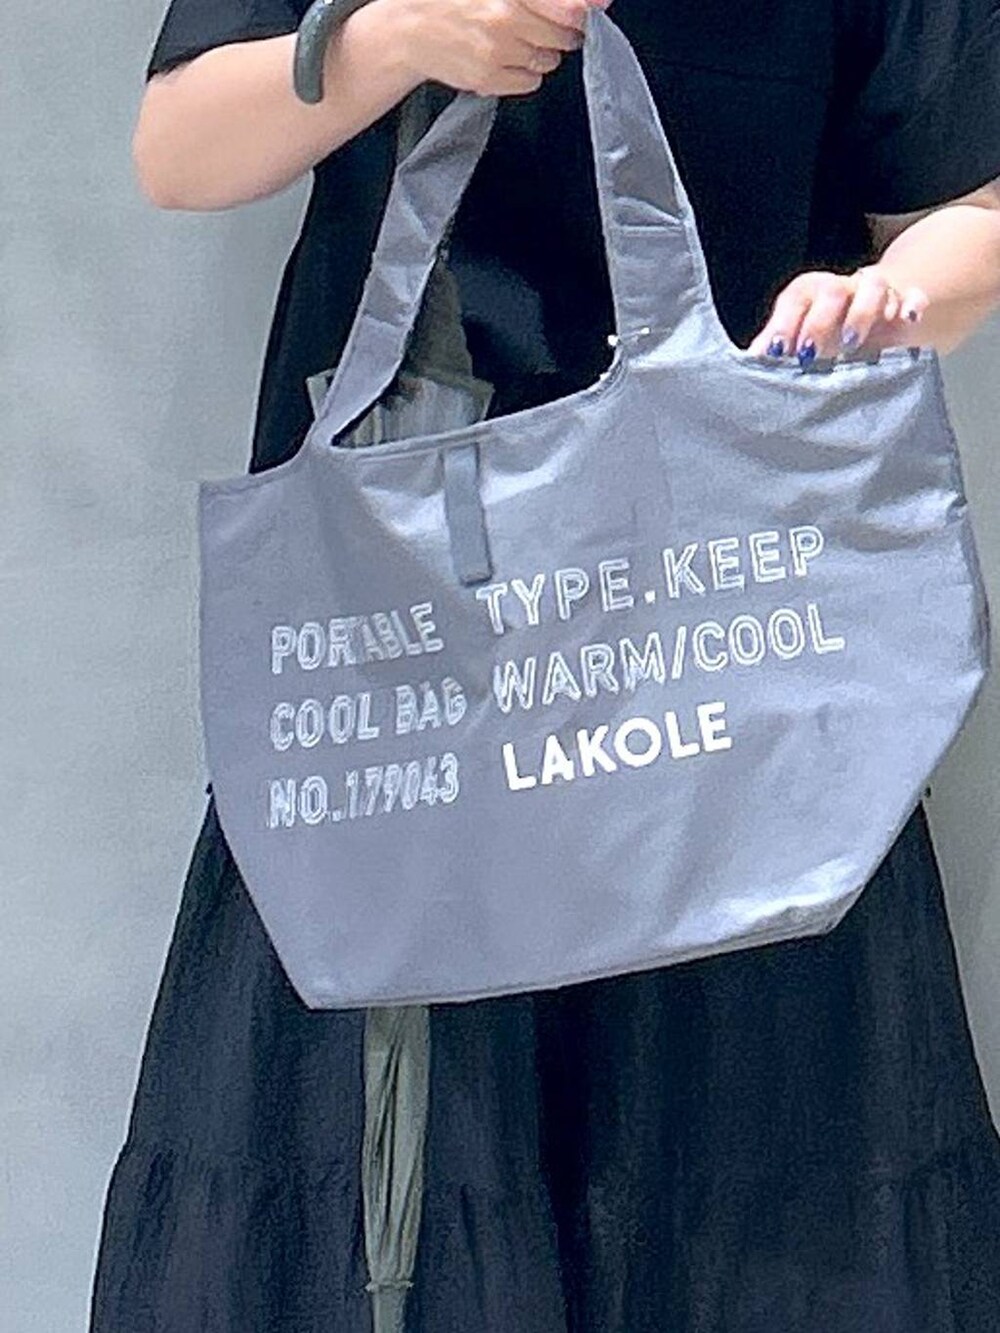 PORTABLE TYPE.KEEP
COOL BAG WARM/COOL
NO.179043 LAKOLE